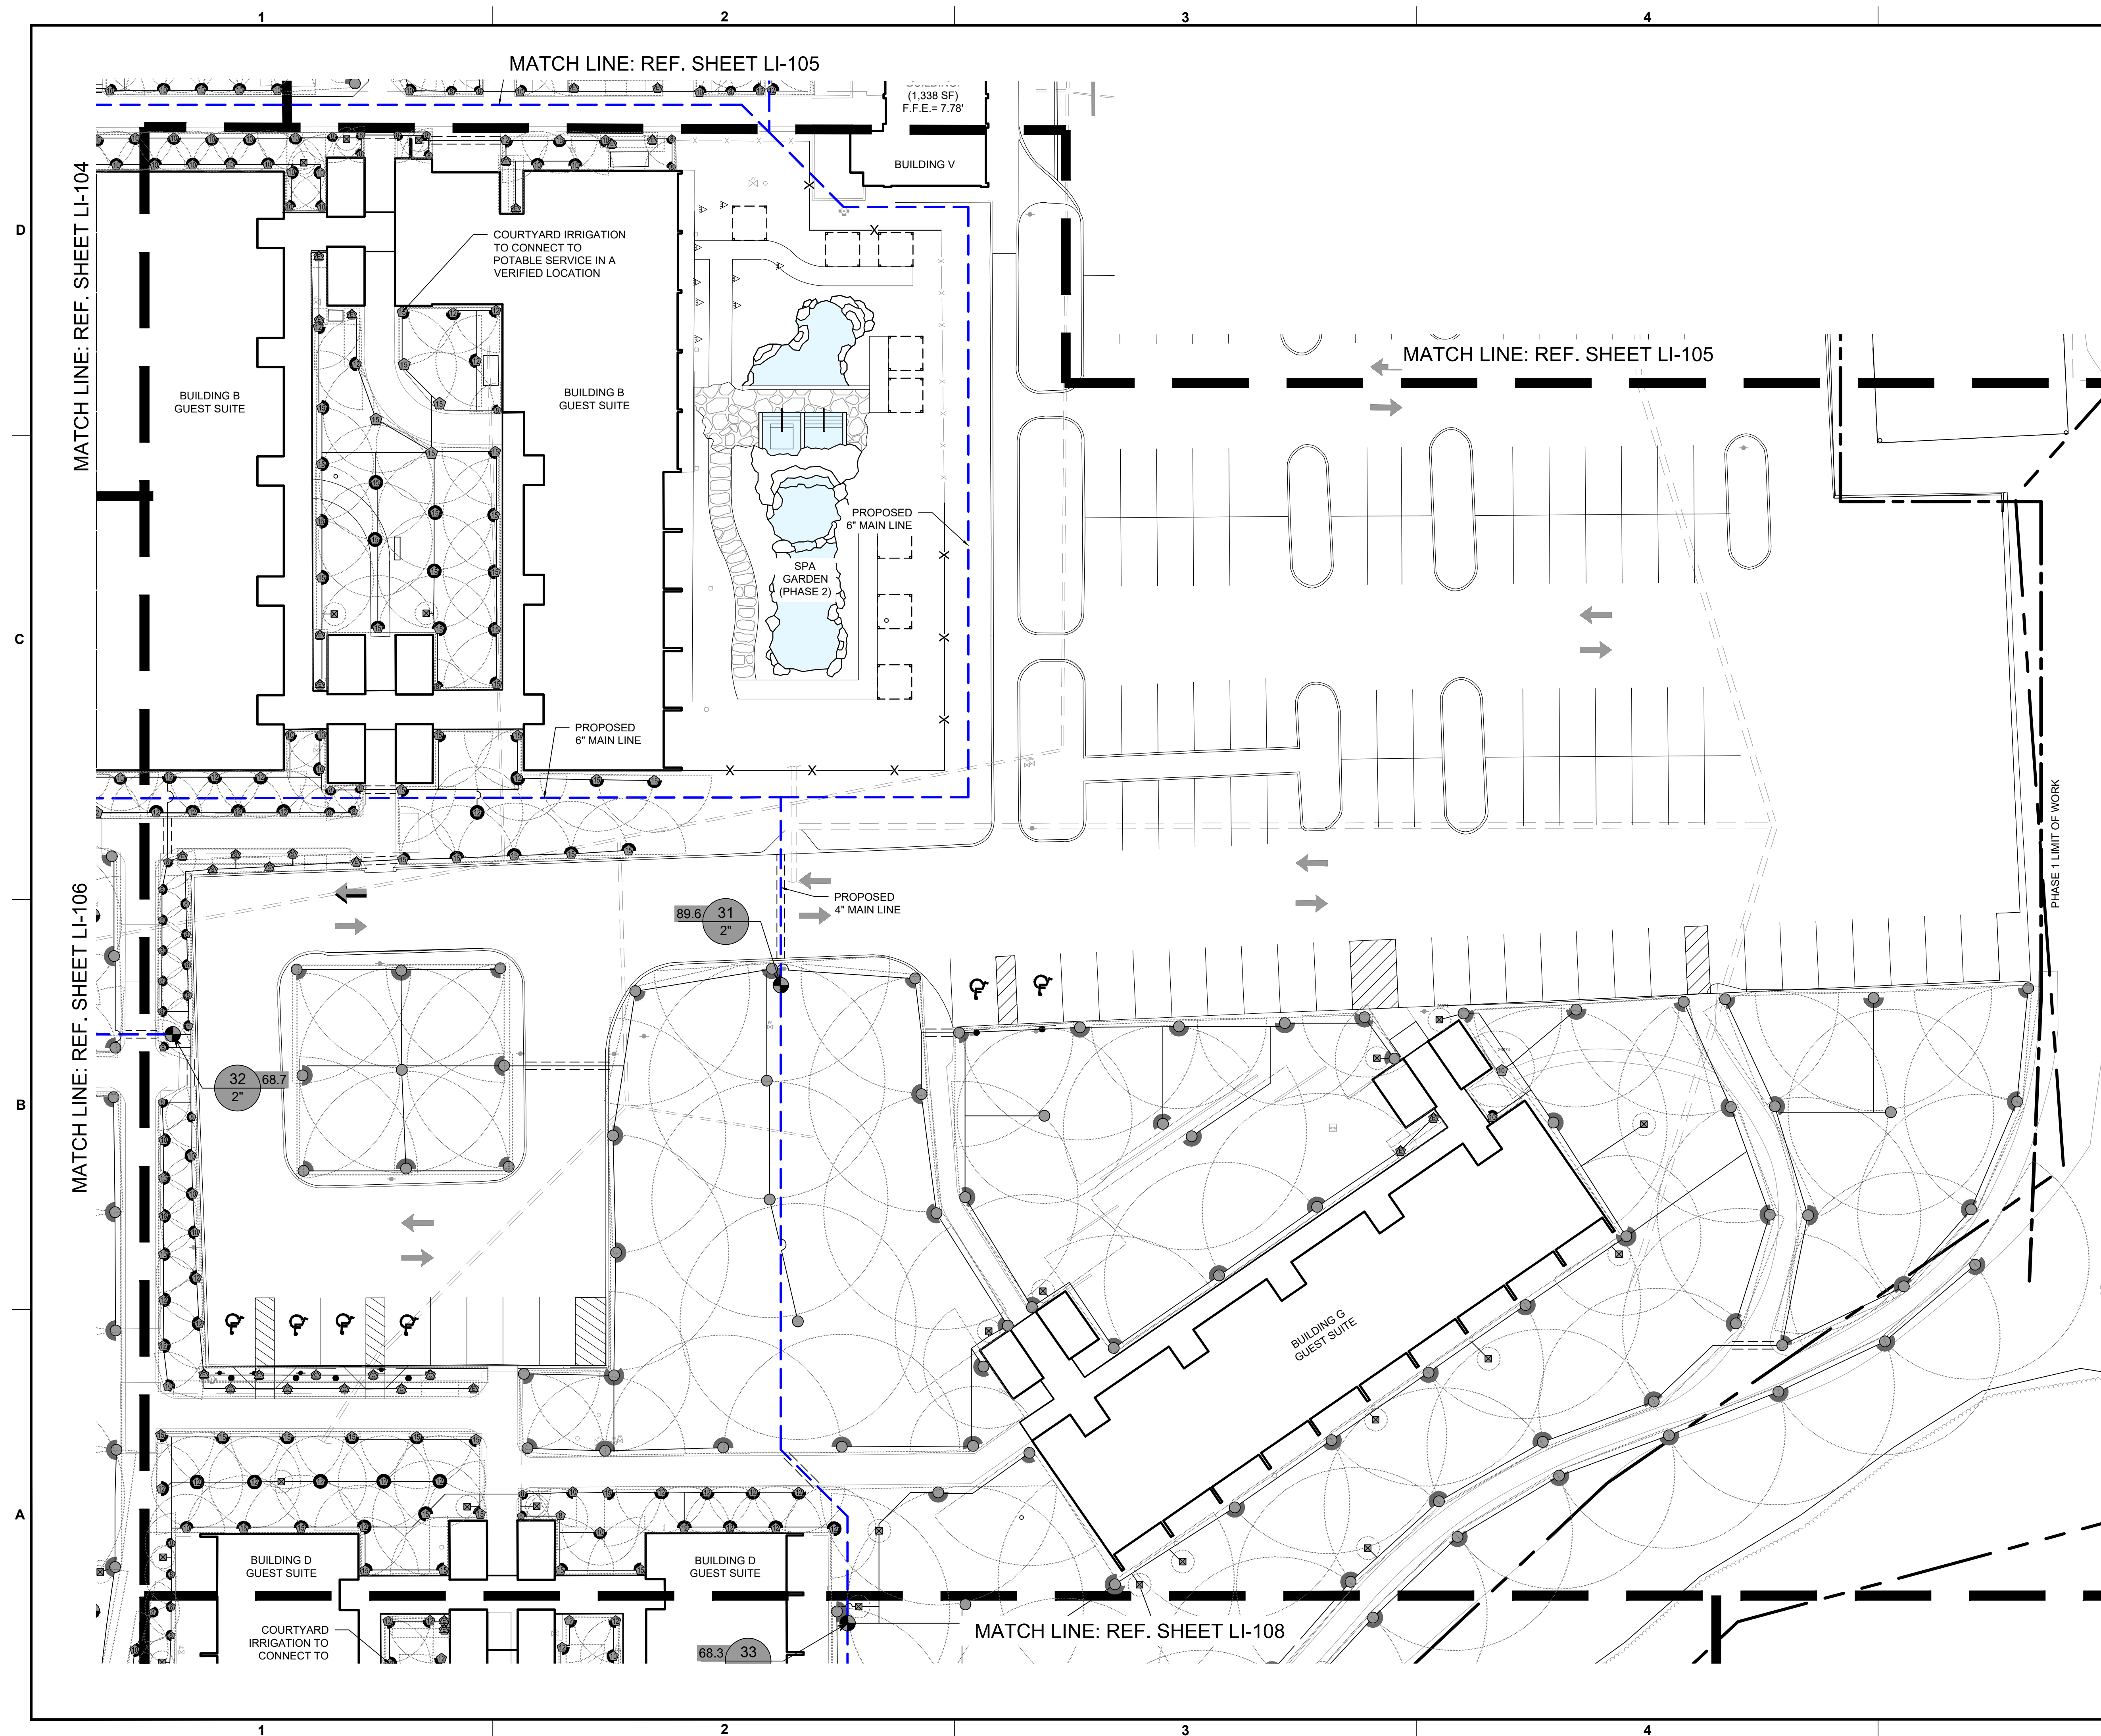 1
2
3
4
MATCH LINE: REF. SHEET LI-105
(1,338 SF)
F.F.E.= 7.78'
BUILDING V
MATCH LINE: REF. SHEET LI-104
D
COURTYARD IRRIGATION
TO CONNECT TO
POTABLE SERVICE IN A
VERIFIED LOCATION
MATCH LINE: REF. SHEET LI-105
BUILDING B
GUEST SUITE
BUILDING B
GUEST SUITE
PROPOSED
6" MAIN LINE
SPA
GARDEN
(PHASE 2)
C
PROPOSED
6" MAIN LINE
PHASE 1 LIMIT OF WORK
MATCH LINE: REF. SHEET LI-106
PROPOSED
4" MAIN LINE
89.6
31
2"
32
2"
68.7
B
BUILDING G
GUEST SUITE
A
BUILDING D
GUEST SUITE
BUILDING D
GUEST SUITE
COURTYARD
IRRIGATION TO
CONNECT TO
68.3
33
MATCH LINE: REF. SHEET LI-108
1
2
3
4